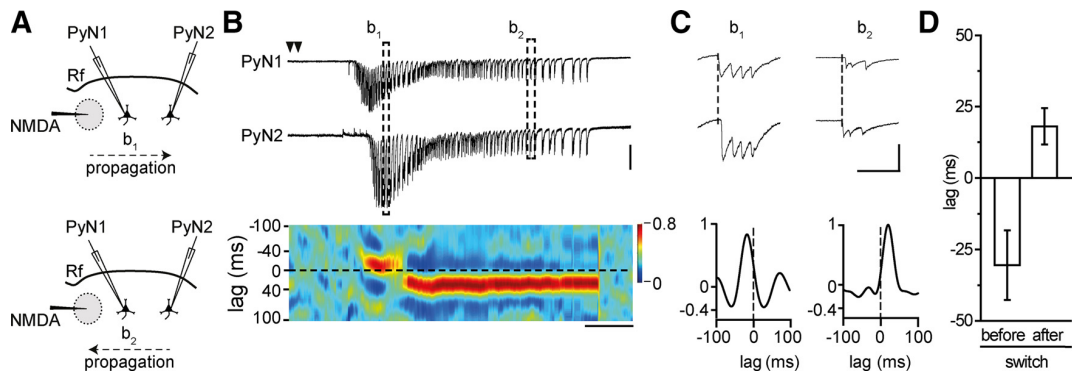 A
PyN1
PyN2
Rf
NMDA
b1
propagation
PyN1
PyN2
Rf
NMDA
b2
propagation
B
b1
b2
PyN1
PyN2
-100
40
0
40
100
lag (ms)
0.8
0
C
b1
b2
1
0
-0.4
-100
0
100
lag (ms)
1
0
-0.4
-100
0
100
lag (ms)
D
50
25
0
-25
-50
lag (ms)
before
after
switch